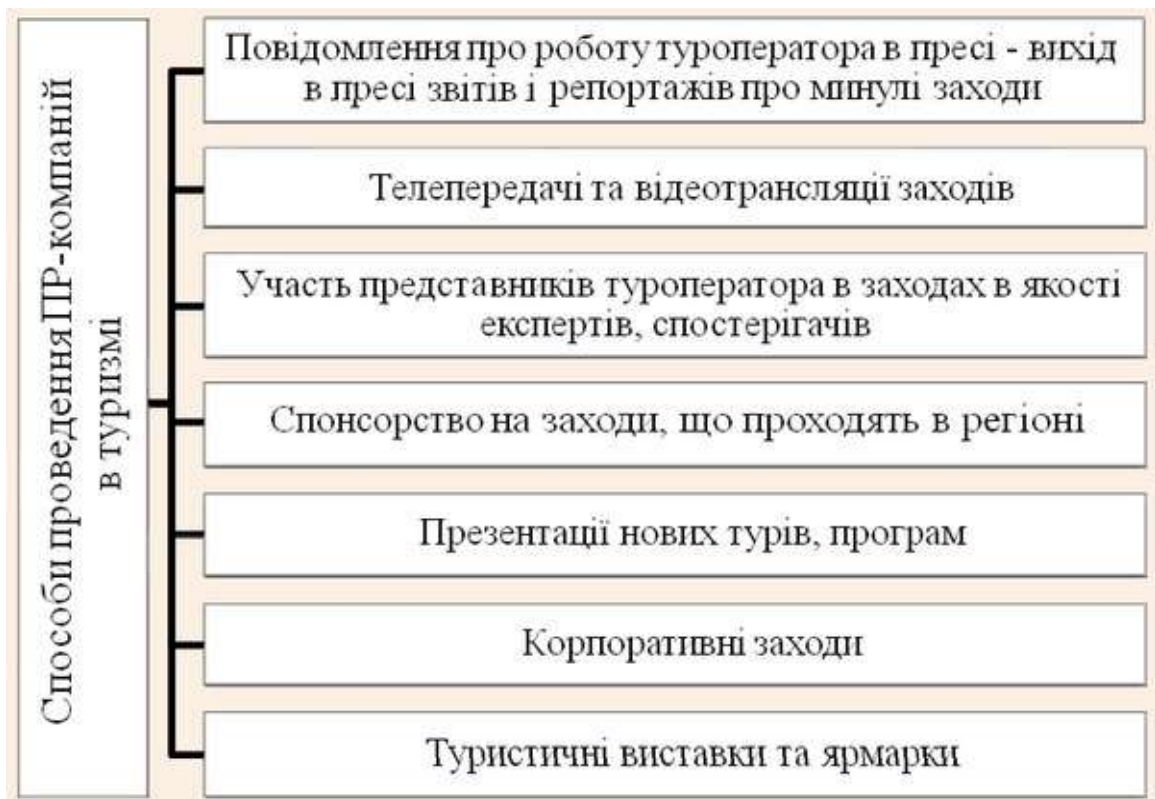 Способи проведення ПР-компаній
в туризмі
Повідомлення про роботу туроператора в пресі - вихід
в пресі звітів і репортажів про минулі заходи
Телепередачі та відеотрансляції заходів
Участь представників туроператора в заходах в якості
експертів, спостерігачів
Спонсорство на заходи, що проходять в регіоні
Презентації нових турів, програм
Корпоративні заходи
Туристичні виставки та ярмарки